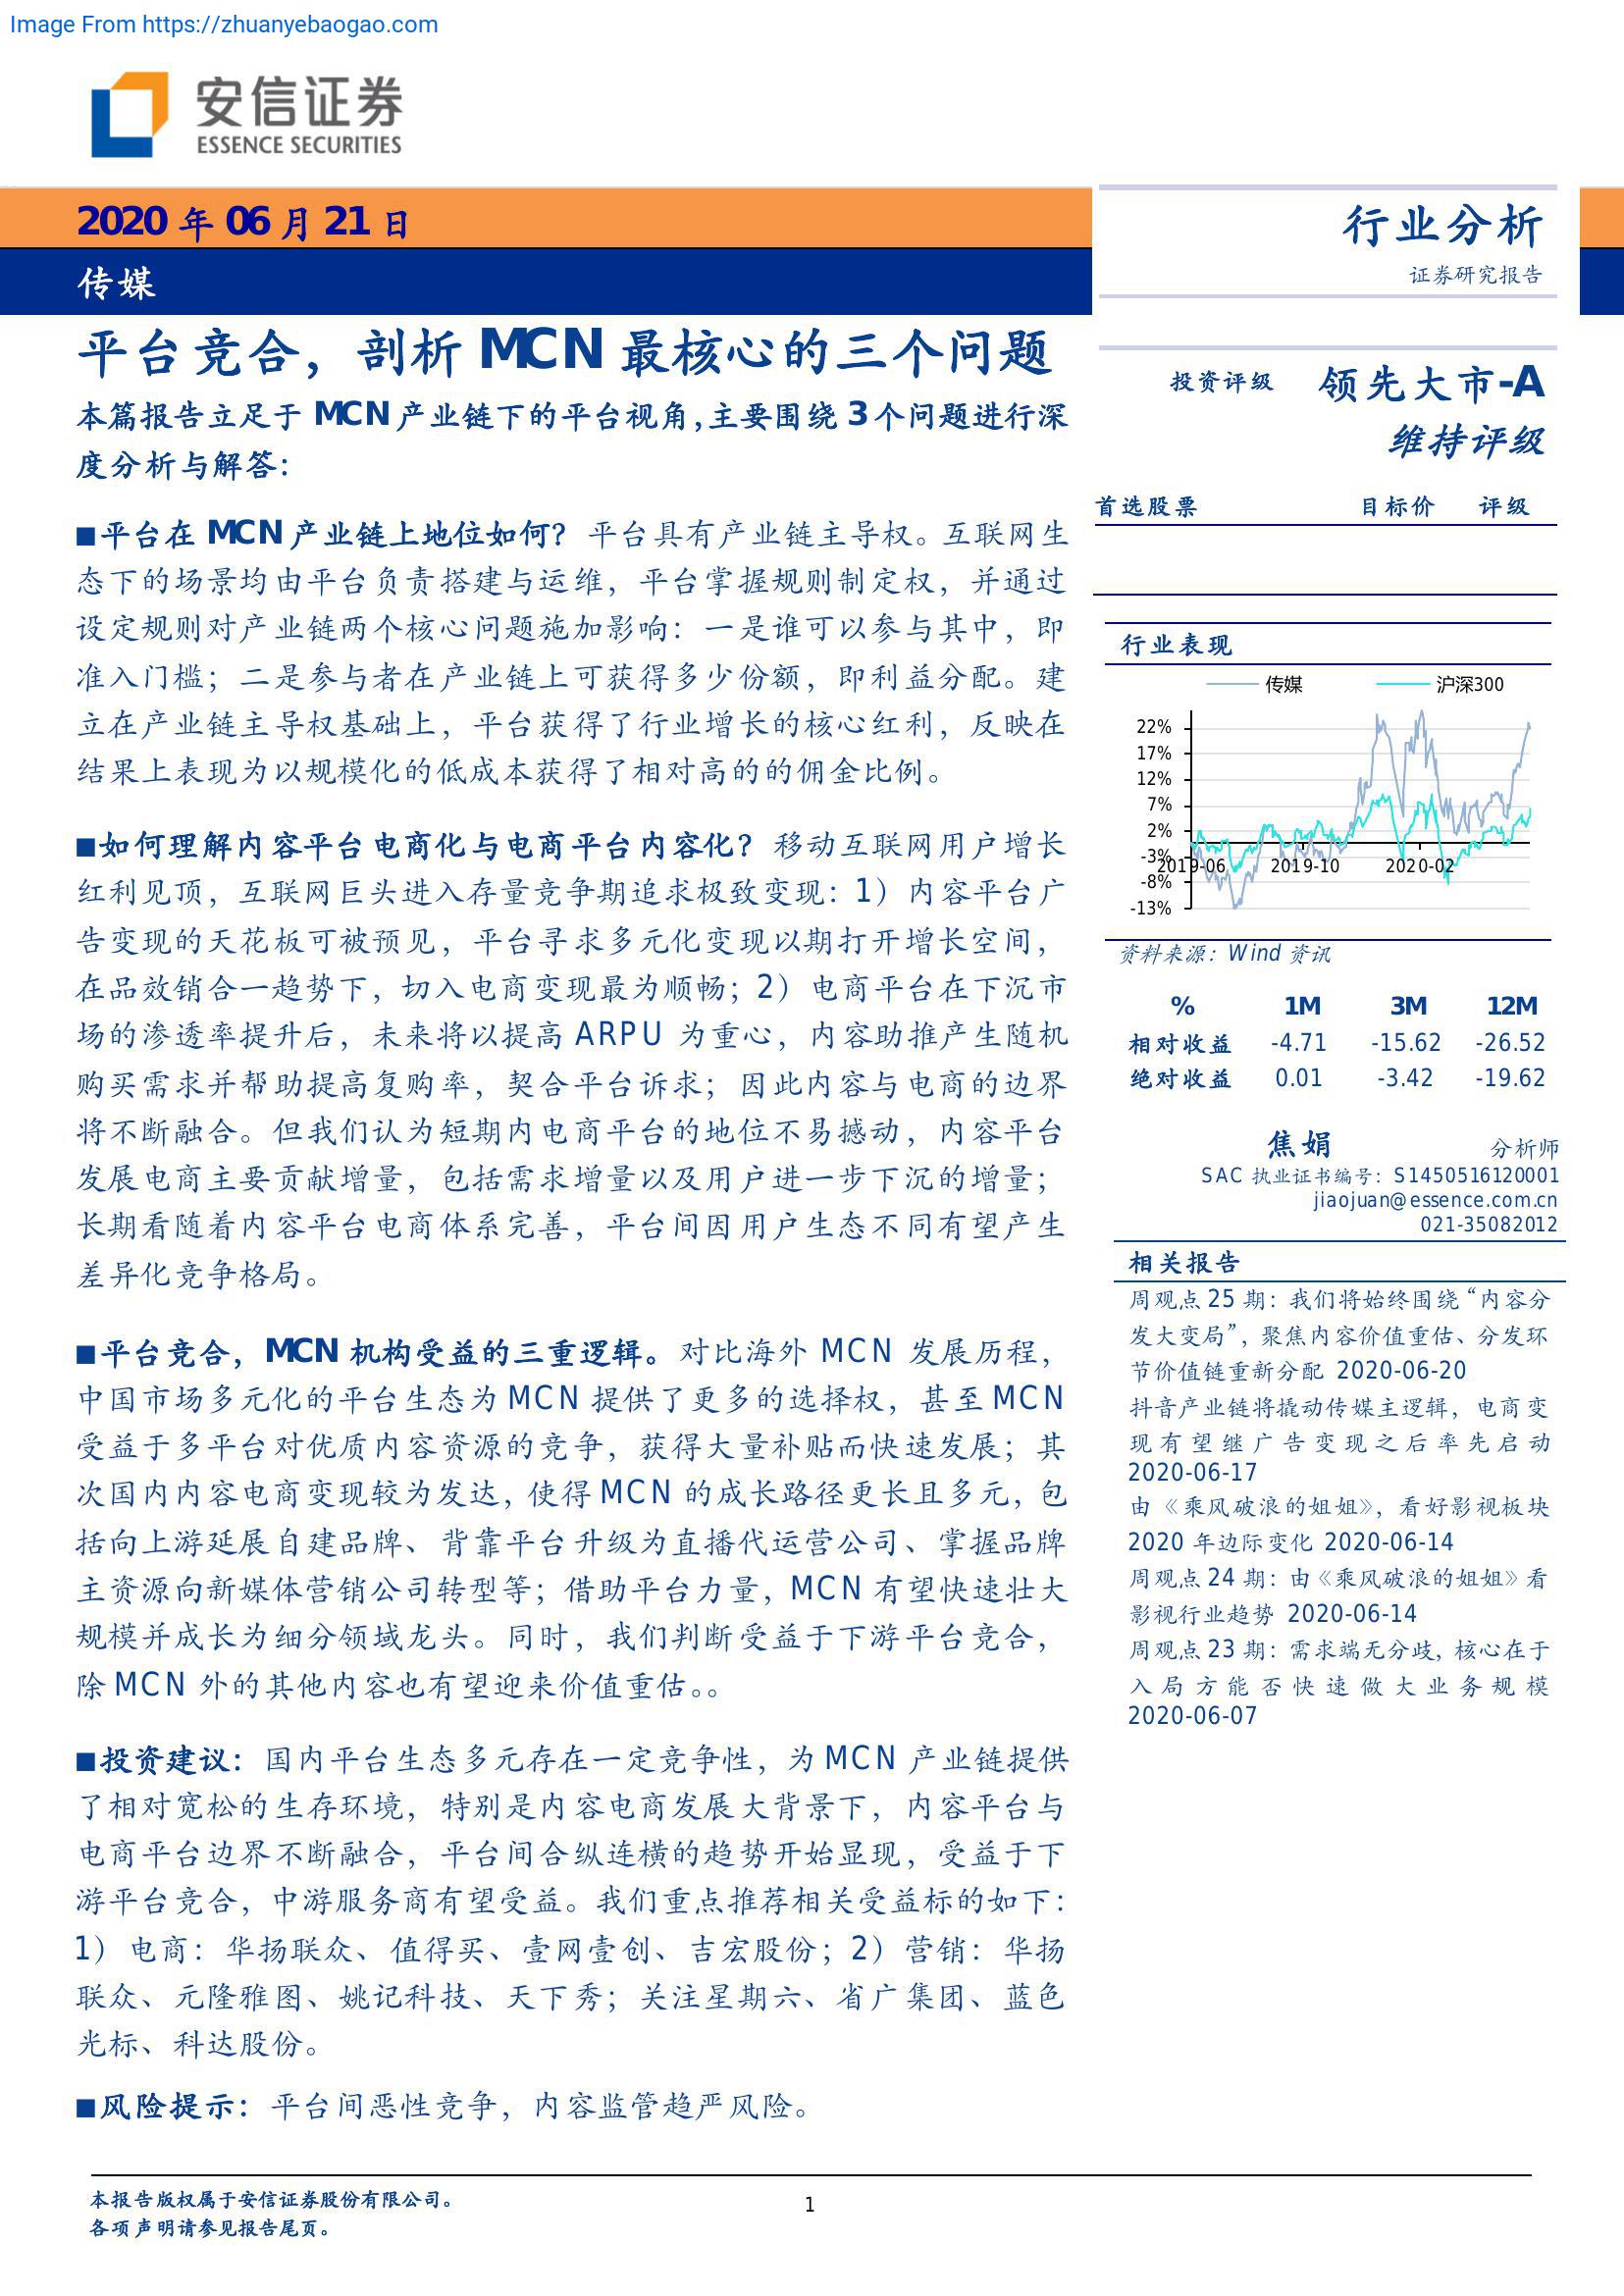 Image From https://zhuanyebaogao.com
安信证券
ESSENCE SECURITIES
2020 年 06 月 21 日
传媒
行业分析
证券研究报告
平台竞合，剖析 MCN 最核心的三个问题
本篇报告立足于 MCN 产业链下的平台视角,主要围绕 3 个问题进行深
度分析与解答：
■平台在 MCN 产业链上地位如何？平台具有产业链主导权。互联网生
态下的场景均由平台负责搭建与运维，平台掌握规则制定权，并通过
设定规则对产业链两个核心问题施加影响：一是谁可以参与其中，即
准入门槛；二是参与者在产业链上可获得多少份额，即利益分配。建
立在产业链主导权基础上，平台获得了行业增长的核心红利，反映在
结果上表现为以规模化的低成本获得了相对高的的佣金比例。
■如何理解内容平台电商化与电商平台内容化？移动互联网用户增长
红利见顶，互联网巨头进入存量竞争期追求极致变现：1）内容平台广
告变现的天花板可被预见，平台寻求多元化变现以期打开增长空间，
在品效销合一趋势下，切入电商变现最为顺畅；2）电商平台在下沉市
场的渗透率提升后，未来将以提高 ARPU 为重心，内容助推产生随机
购买需求并帮助提高复购率，契合平台诉求；因此内容与电商的边界
将不断融合。但我们认为短期内电商平台的地位不易撼动，内容平台
发展电商主要贡献增量，包括需求增量以及用户进一步下沉的增量；
长期看随着内容平台电商体系完善，平台间因用户生态不同有望产生
差异化竞争格局。
■平台竞合，MCN 机构受益的三重逻辑。对比海外 MCN 发展历程，
中国市场多元化的平台生态为 MCN 提供了更多的选择权，甚至 MCN
受益于多平台对优质内容资源的竞争，获得大量补贴而快速发展；其
次国内内容电商变现较为发达，使得 MCN 的成长路径更长且多元，包
括向上游延展自建品牌、背靠平台升级为直播代运营公司、掌握品牌
主资源向新媒体营销公司转型等；借助平台力量，MCN 有望快速壮大
规模并成长为细分领域龙头。同时，我们判断受益于下游平台竞合，
除 MCN 外的其他内容也有望迎来价值重估。。
■投资建议：国内平台生态多元存在一定竞争性，为 MCN 产业链提供
了相对宽松的生存环境，特别是内容电商发展大背景下，内容平台与
电商平台边界不断融合，平台间合纵连横的趋势开始显现，受益于下
游平台竞合，中游服务商有望受益。我们重点推荐相关受益标的如下：
1）电商：华扬联众、值得买、壹网壹创、吉宏股份；2）营销：华扬
联众、元隆雅图、姚记科技、天下秀；关注星期六、省广集团、蓝色
光标、科达股份。
■风险提示：平台间恶性竞争，内容监管趋严风险。
投资评级 领先大市-A
维持评级
首选股票 目标价 评级
行业表现
传媒 沪深300
22%
17%
12%
7%
2%
-3%
2019-06 2019-10 2020-02
-8%
-13%
资料来源：Wind 资讯
% 1M 3M 12M
相对收益 -4.71 -15.62 -26.52
绝对收益 0.01 -3.42 -19.62
焦娟 分析师
SAC 执业证书编号：S1450516120001
jiaojuan@essence.com.cn
021-35082012
相关报告
周观点 25 期：我们将始终围绕“内容分
发大变局”，聚焦内容价值重估、分发环
节价值链重新分配 2020-06-20
抖音产业链将撬动传媒主逻辑，电商变
现有望继广告变现之后率先启动
2020-06-17
由《乘风破浪的姐姐》，看好影视板块
2020 年边际变化 2020-06-14
周观点 24 期：由《乘风破浪的姐姐》看
影视行业趋势 2020-06-14
周观点 23 期：需求端无分歧，核心在于
入局方能否快速做大业务规模
2020-06-07
本报告版权属于安信证券股份有限公司。
各项声明请参见报告尾页。
1